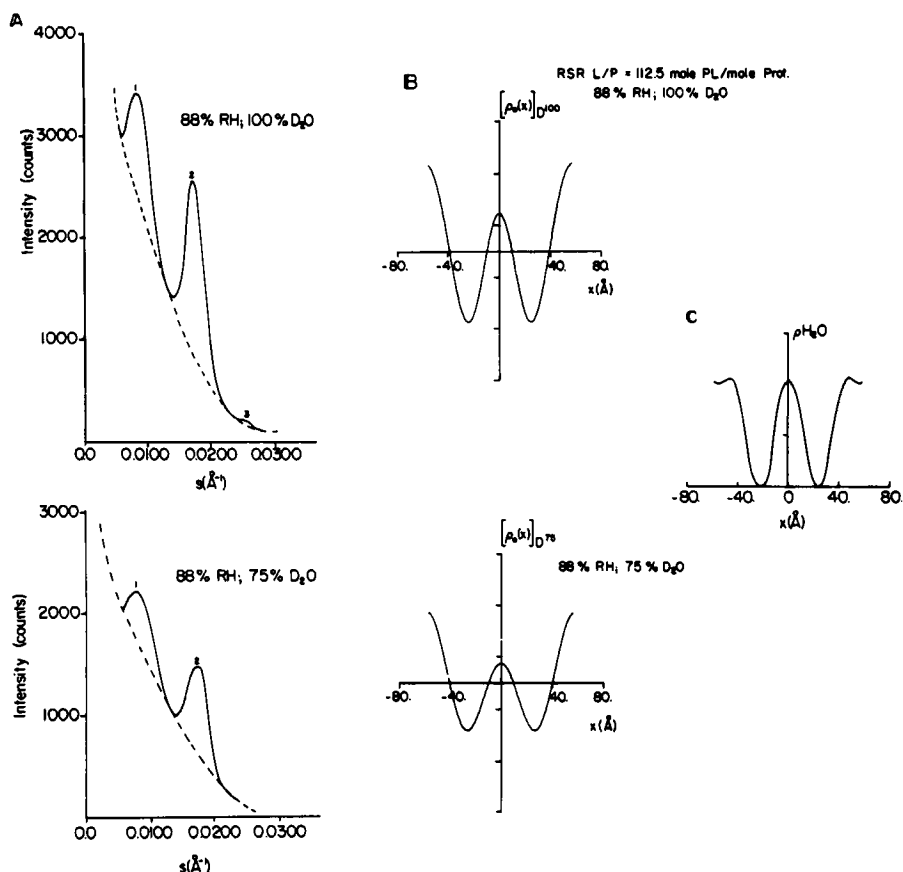 A
Intensity (counts)
4000
3000
2000
1000
1
2
3
88% RH; 100% D₂O
0.0 0.0100 0.0200 0.0300
s(Å⁻¹)
B
RSR L/P = 112.5 mole PL/mole Prot.
88% RH; 100% D₂O
[ρₒ(x)]D¹⁰⁰
-80. -40. 40. 80.
x(Å)
C
ρH₂O
-80. -40. 0 40. 80.
x(Å)
Intensity (counts)
3000
2000
1000
1
2
88% RH; 75% D₂O
0.0 0.0100 0.0200 0.0300
s(Å⁻¹)
[ρₒ(x)]D⁷⁵
88% RH; 75% D₂O
-80. -40. 40. 80.
x(Å)